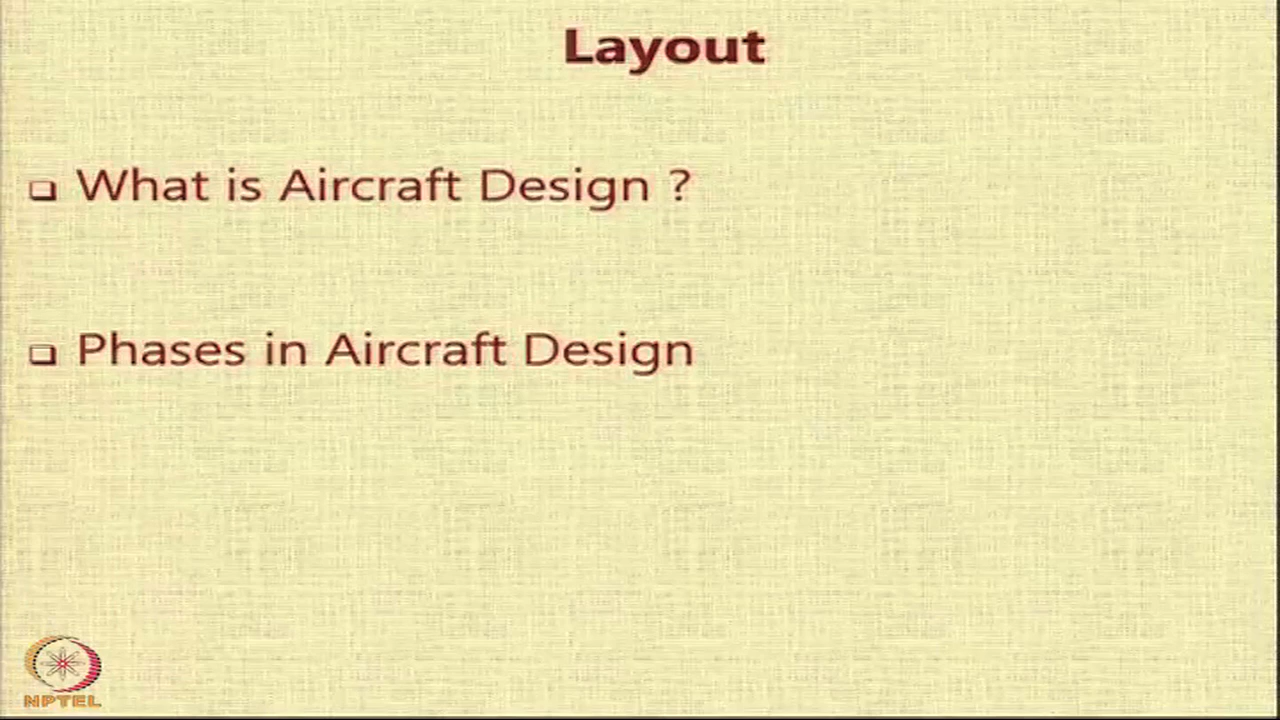 Layout
What is Aircraft Design ?
Phases in Aircraft Design
NPTEL